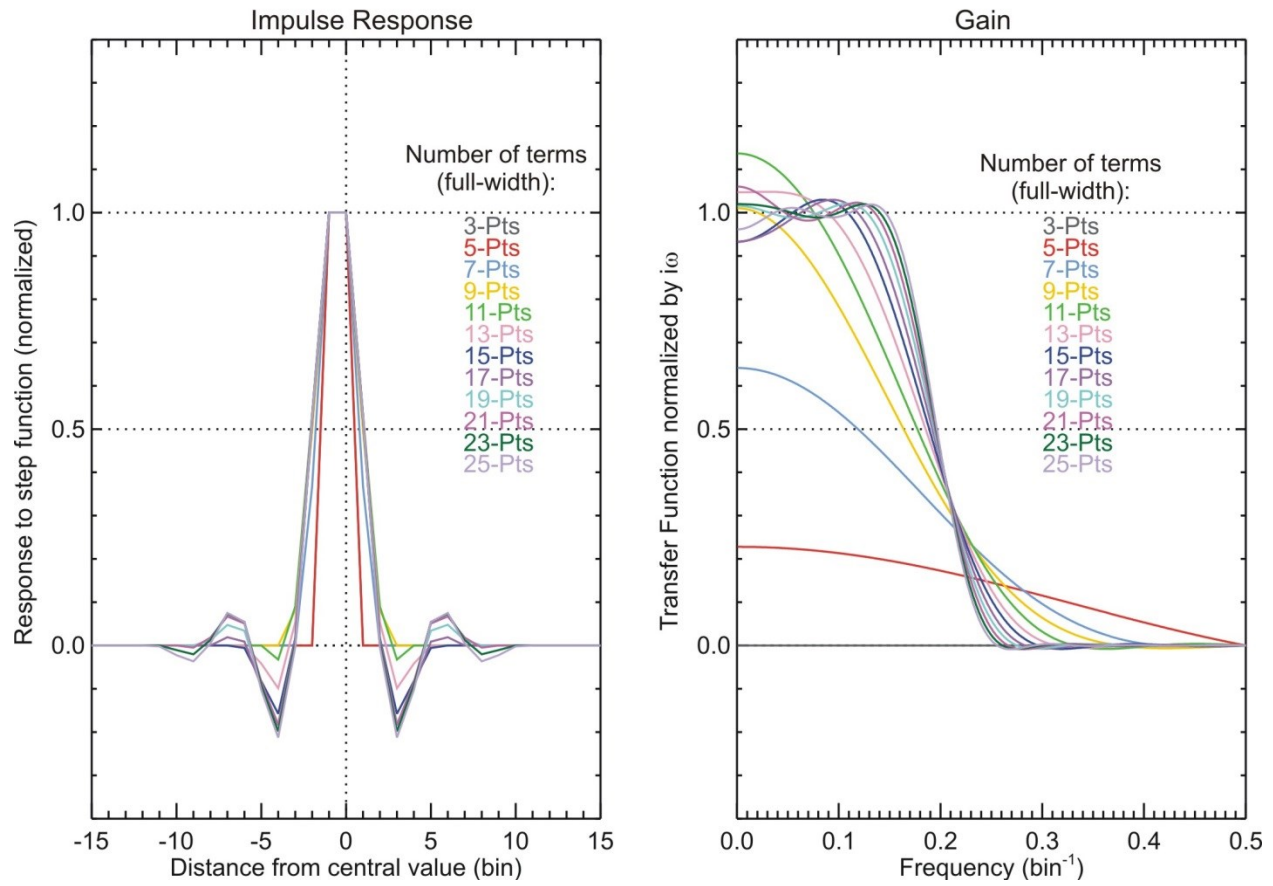 Impulse Response
Response to step function (normalized)
1.0
0.5
0.0
Number of terms
(full-width):
3-Pts
5-Pts
7-Pts
9-Pts
11-Pts
13-Pts
15-Pts
17-Pts
19-Pts
21-Pts
23-Pts
25-Pts
-15 -10 -5 0 5 10 15
Distance from central value (bin)
Gain
Transfer Function normalized by iω
1.0
0.5
0.0
Number of terms
(full-width):
3-Pts
5-Pts
7-Pts
9-Pts
11-Pts
13-Pts
15-Pts
17-Pts
19-Pts
21-Pts
23-Pts
25-Pts
0.0 0.1 0.2 0.3 0.4 0.5
Frequency (bin⁻¹)